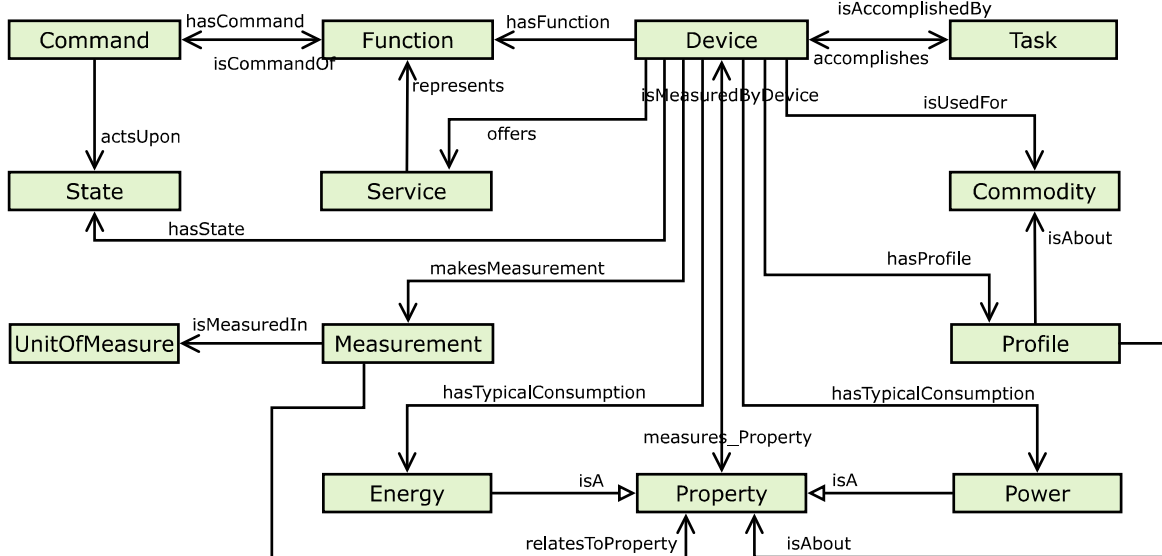 hasCommand
hasFunction
isAccomplishedBy
Command
Function
Device
Task
isCommandOf
accomplishes
represents
isMeasuredByDevice
isUsedFor
actsUpon
offers
State
Service
Commodity
hasState
isAbout
makesMeasurement
hasProfile
isMeasuredIn
UnitOfMeasure
Measurement
Profile
hasTypicalConsumption
hasTypicalConsumption
measures_Property
isA
isA
Energy
Property
Power
relatesToProperty
isAbout